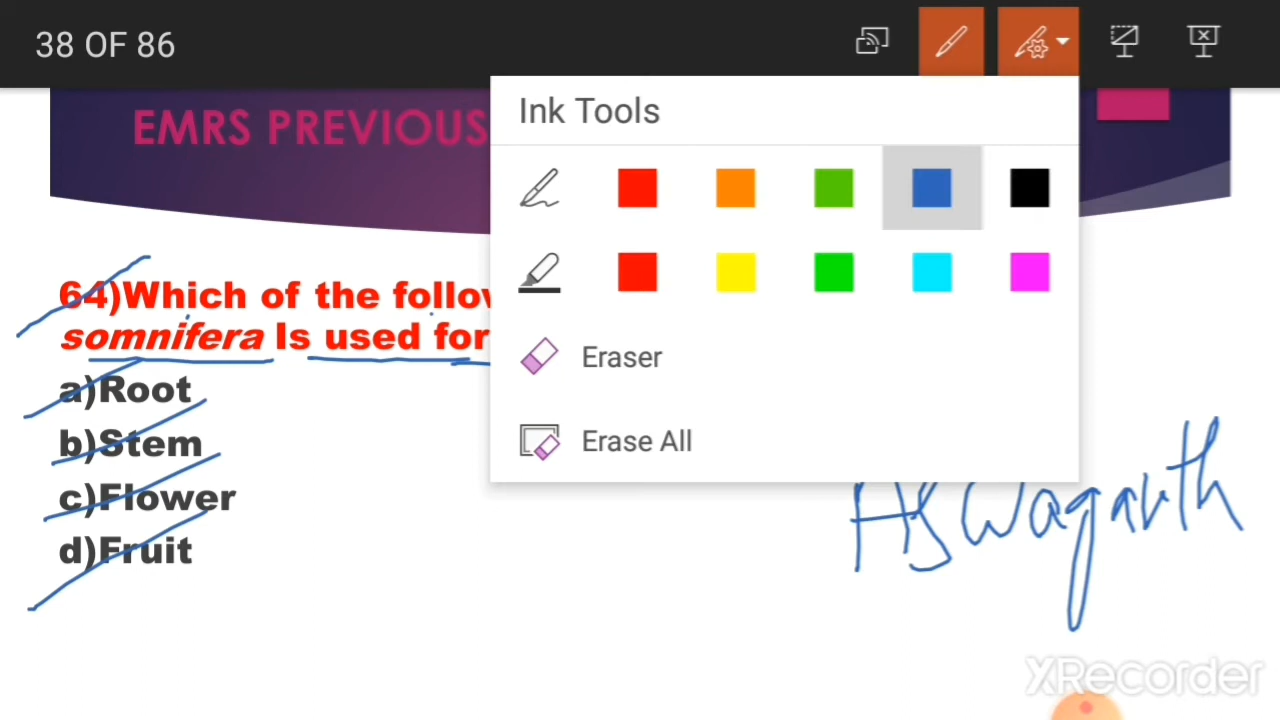 38 OF 86
Ink Tools
EMRS PREVIOUS
64)Which of the follow
somnifera Is used for
a)Root
b)Stem
c)Flower
d)Fruit
Eraser
Erase All
Aswaganth
XRecorder